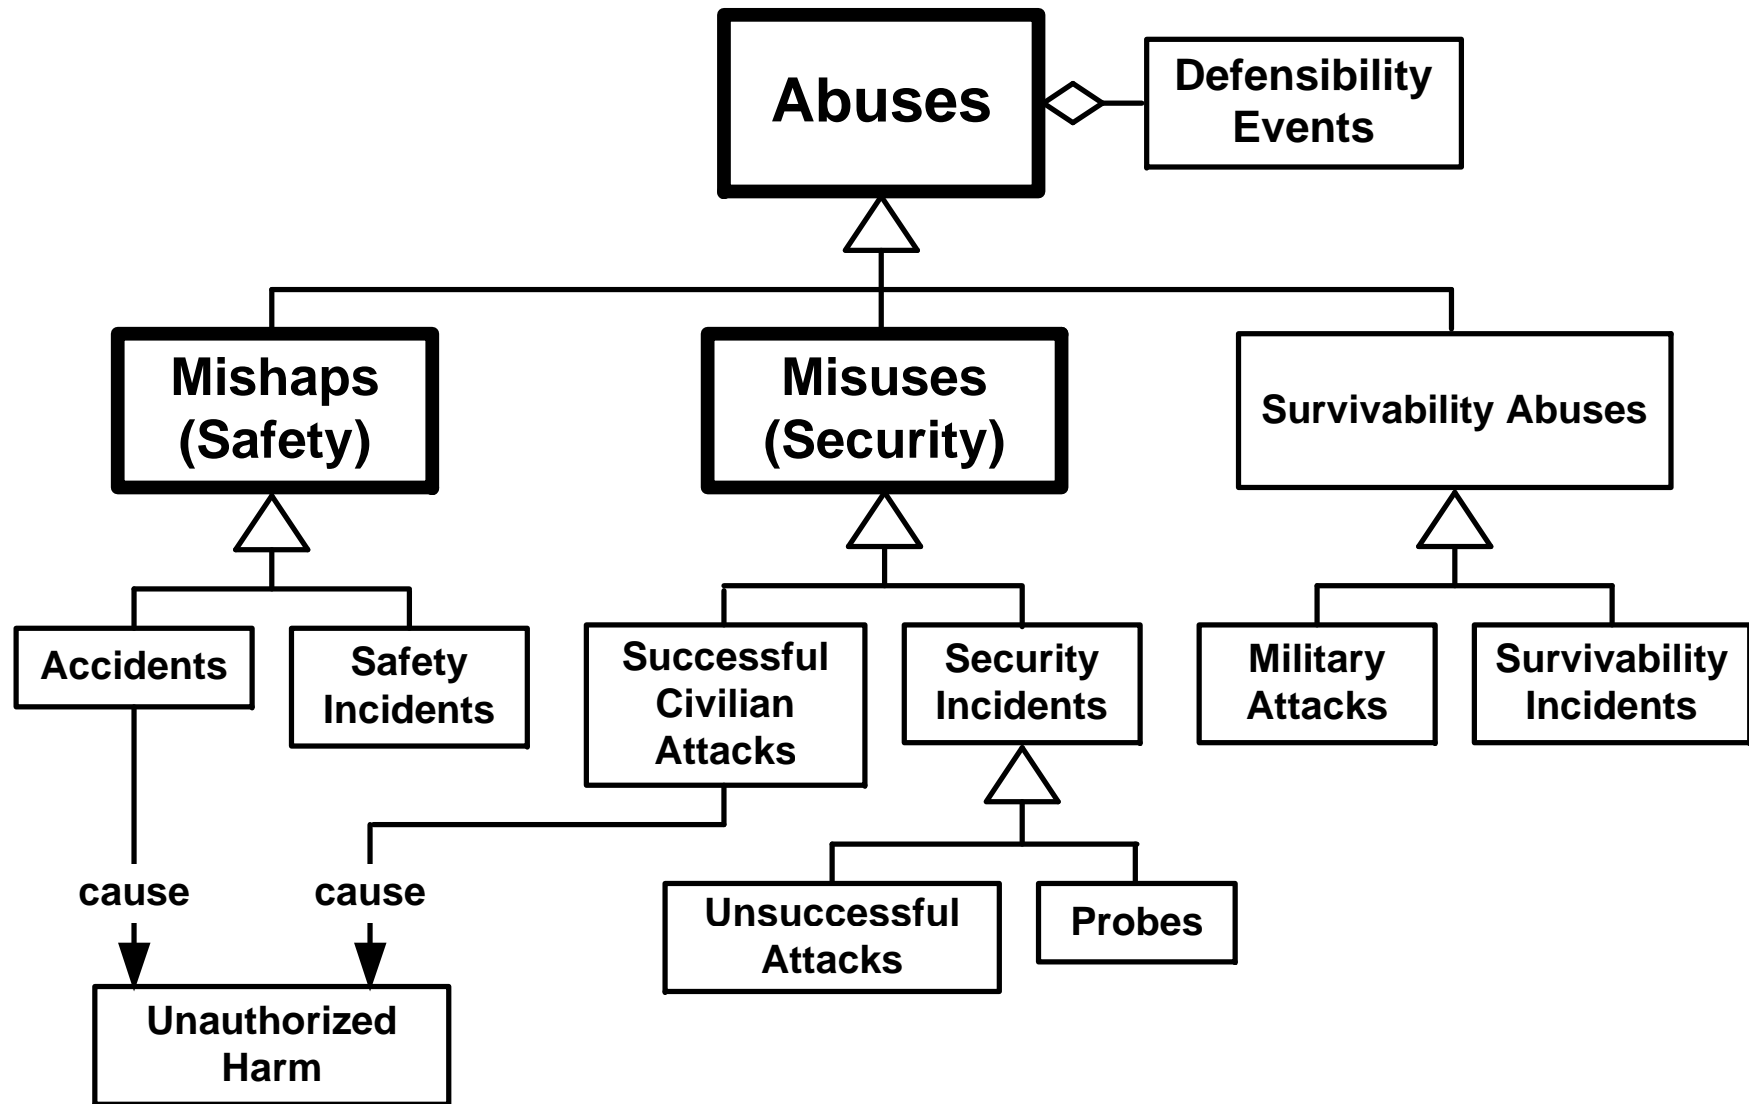 Abuses
Defensibility
Events
Mishaps
(Safety)
Misuses
(Security)
Survivability Abuses
Accidents
Safety
Incidents
Successful
Civilian
Attacks
Security
Incidents
Military
Attacks
Survivability
Incidents
cause
cause
Unsuccessful
Attacks
Probes
Unauthorized
Harm